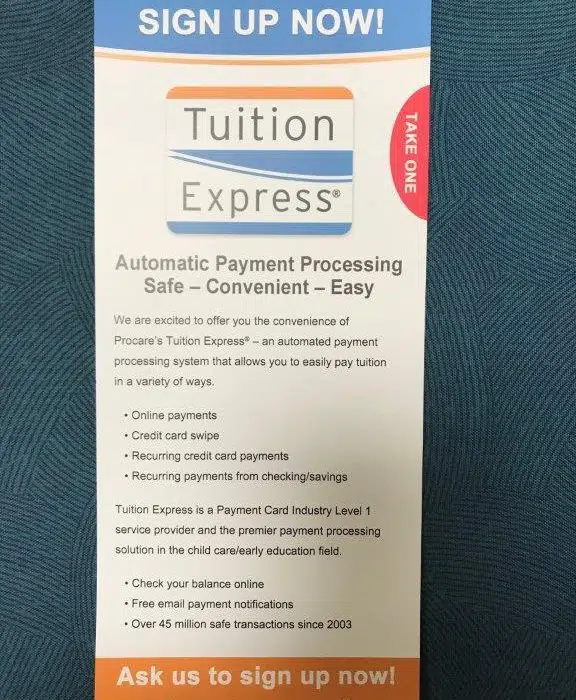 SIGN UP NOW!
Tuition
Express®
TAKE ONE
Automatic Payment Processing
Safe – Convenient – Easy
We are excited to offer you the convenience of
Procare's Tuition Express® – an automated payment
processing system that allows you to easily pay tuition
in a variety of ways.
• Online payments
• Credit card swipe
• Recurring credit card payments
• Recurring payments from checking/savings
Tuition Express is a Payment Card Industry Level 1
service provider and the premier payment processing
solution in the child care/early education field.
• Check your balance online
• Free email payment notifications
• Over 45 million safe transactions since 2003
Ask us to sign up now!